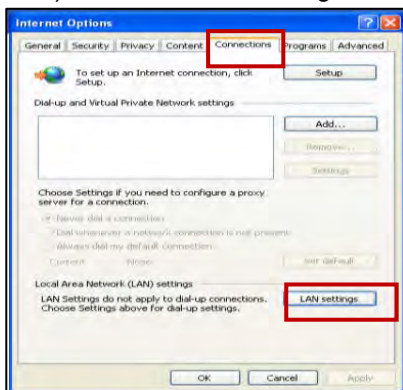 Internet Options
General Security Privacy Content Connections Programs Advanced
To set up an Internet connection, click Setup.
Setup
Dial-up and Virtual Private Network settings
Add...
Remove...
Settings
Choose Settings if you need to configure a proxy
server for a connection.
Never dial a connection
Dial whenever a network connection is not present
Always dial my default connection
Current None
Set default
Local Area Network (LAN) settings
LAN Settings do not apply to dial-up connections.
Choose Settings above for dial-up settings.
LAN settings
OK Cancel Apply